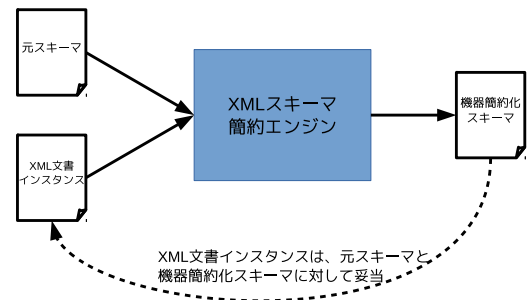 元スキーマ
XML文書
インスタンス
XMLスキーマ
簡約エンジン
機器簡約化
スキーマ
XML文書インスタンスは、元スキーマと
機器簡約化スキーマに対して妥当